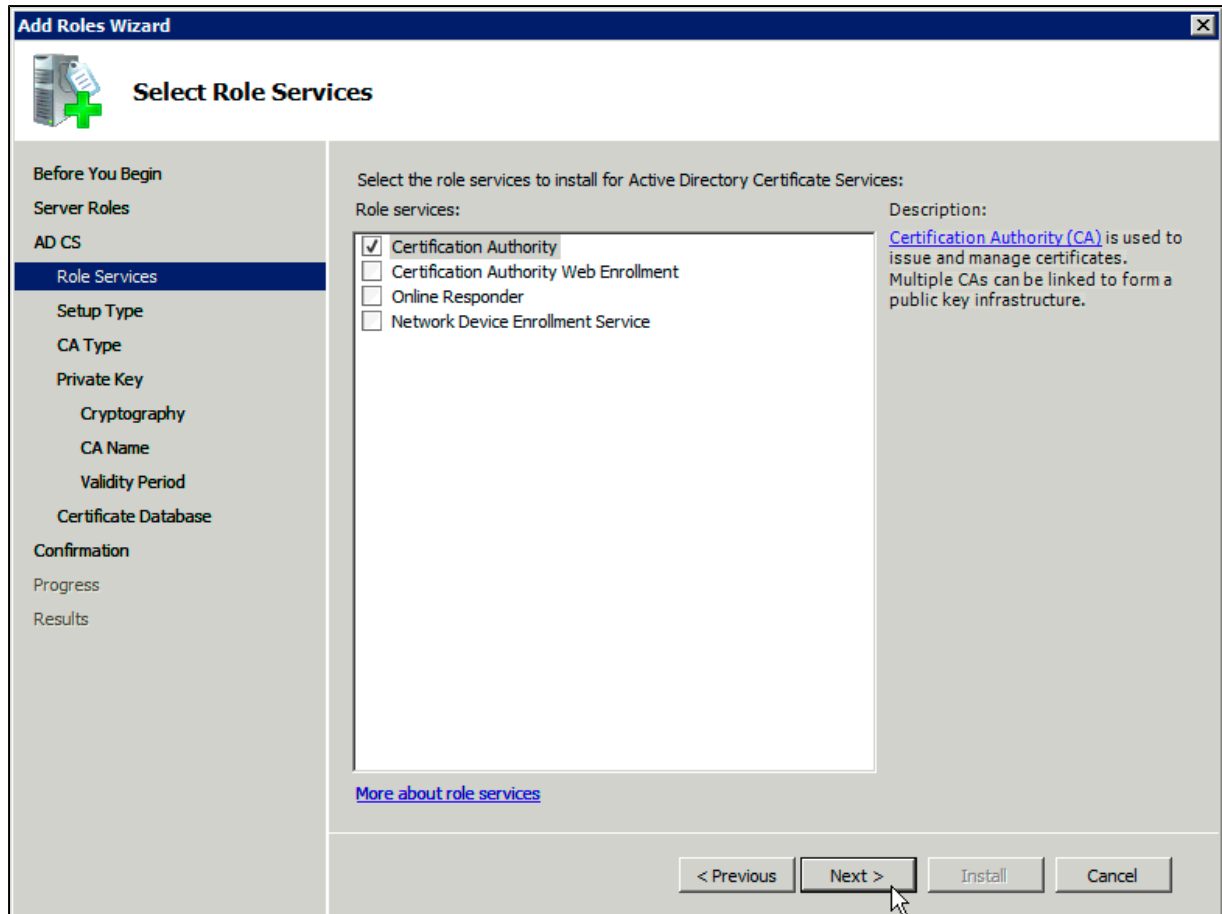 Add Roles Wizard
Select Role Services
Before You Begin
Server Roles
AD CS
Role Services
Setup Type
CA Type
Private Key
Cryptography
CA Name
Validity Period
Certificate Database
Confirmation
Progress
Results
Select the role services to install for Active Directory Certificate Services:
Role services:
Certification Authority
Certification Authority Web Enrollment
Online Responder
Network Device Enrollment Service
More about role services
Description:
Certification Authority (CA) is used to
issue and manage certificates.
Multiple CAs can be linked to form a
public key infrastructure.
< Previous
Next >
Install
Cancel